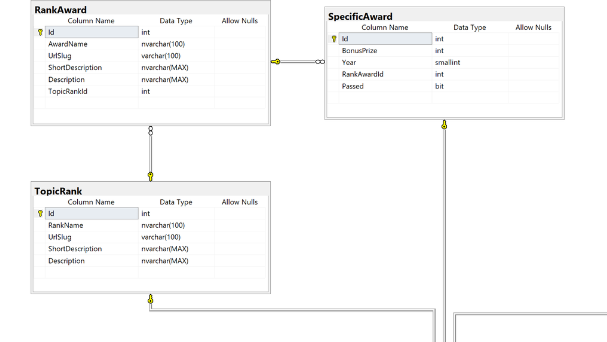 RankAward
Column Name Data Type Allow Nulls
Id int
AwardName nvarchar(100)
UrlSlug varchar(100)
ShortDescription nvarchar(MAX)
Description nvarchar(MAX)
TopicRankId int
SpecificAward
Column Name Data Type Allow Nulls
Id int
BonusPrize int
Year smallint
RankAwardId int
Passed bit
TopicRank
Column Name Data Type Allow Nulls
Id int
RankName nvarchar(100)
UrlSlug varchar(100)
ShortDescription nvarchar(MAX)
Description nvarchar(MAX)